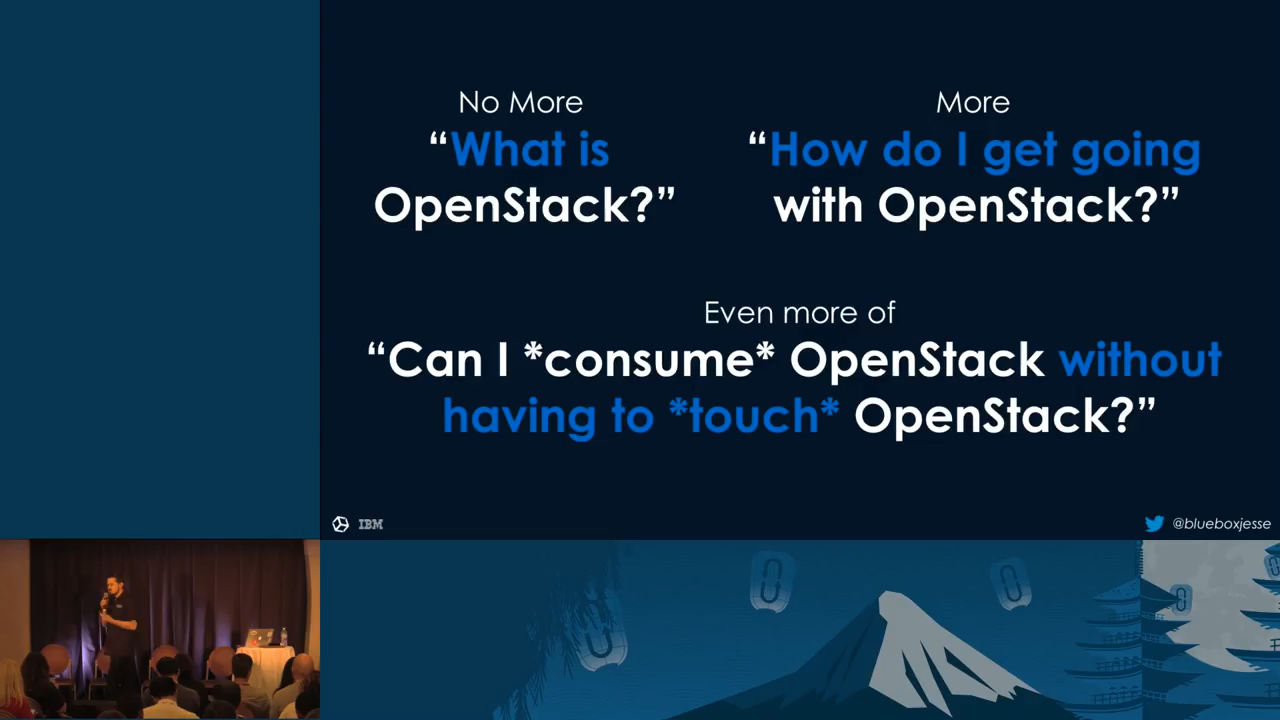 No More
“What is
OpenStack?”
More
“How do I get going
with OpenStack?”
Even more of
“Can I *consume* OpenStack without
having to *touch* OpenStack?”
IBM
@blueboxjesse